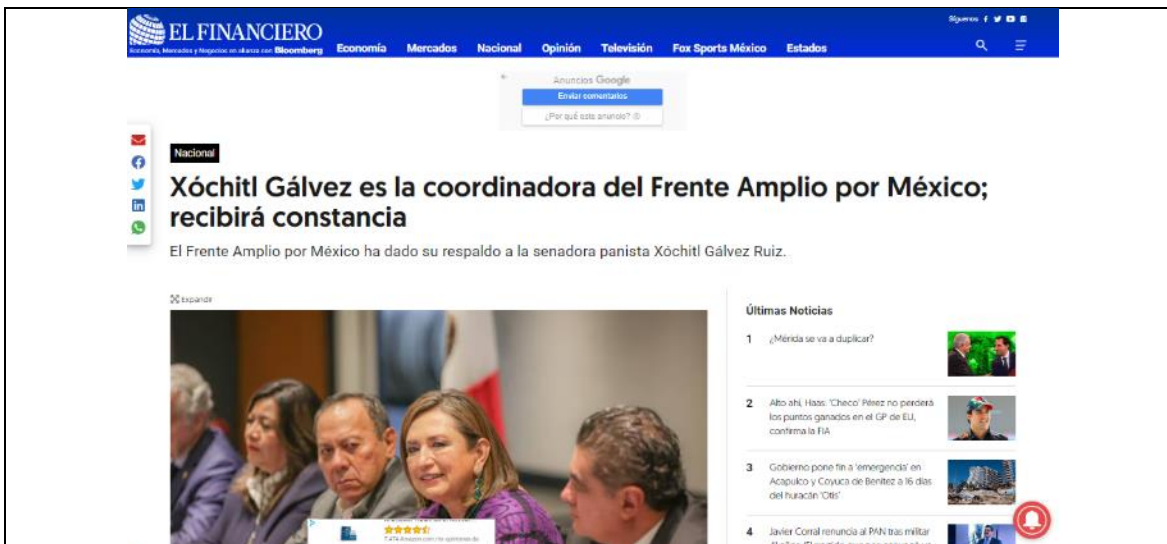 Síguenos
EL FINANCIERO
Economía, Mercados y Negocios en alianza con Bloomberg
Economía Mercados Nacional Opinión Televisión Fox Sports México Estados
Anuncios Google
Enviar comentarios
¿Por qué este anuncio?
Nacional
Xóchitl Gálvez es la coordinadora del Frente Amplio por México;
recibirá constancia
El Frente Amplio por México ha dado su respaldo a la senadora panista Xóchitl Gálvez Ruiz.
Expandir
Últimas Noticias
1 ¿Mérida se va a duplicar?
2 Alto ahí, Haas: 'Checo' Pérez no perderá
los puntos ganados en el GP de EU,
confirma la FIA
3 Gobierno pone fin a 'emergencia' en
Acapulco y Coyuca de Benítez a 16 días
del huracán 'Otis'
4 Javier Corral renuncia al PAN tras militar